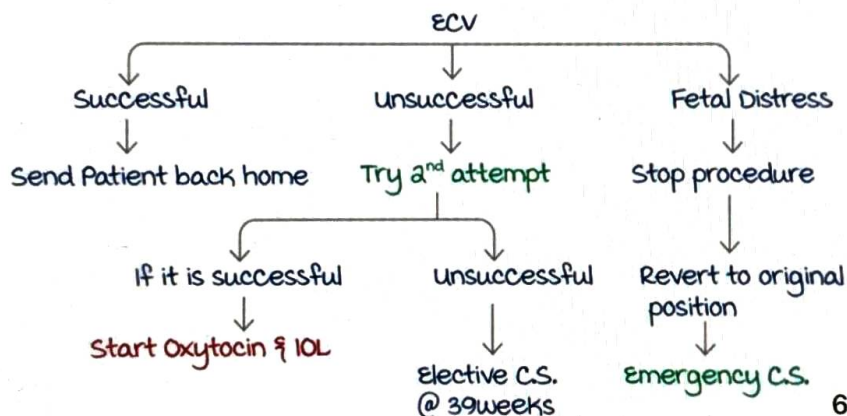 ECV
Successful
Unsuccessful
Fetal Distress
Send Patient back home
Try 2nd attempt
Stop procedure
If it is successful
Unsuccessful
Revert to original
position
Start Oxytocin & IOL
Elective C.S.
@ 39weeks
Emergency C.S.
6